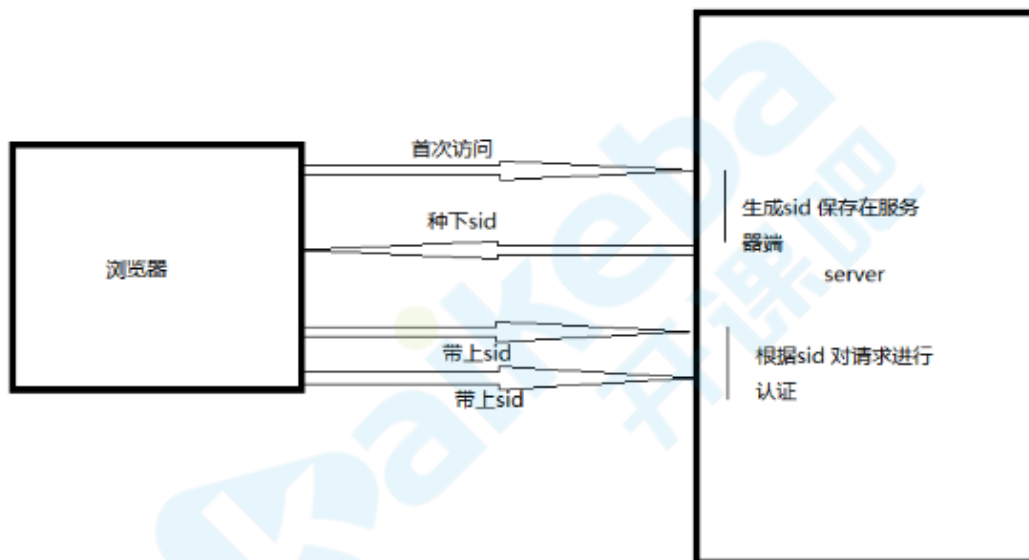 首次访问
种下sid
浏览器
生成sid 保存在服务
器端
server
带上sid
带上sid
根据sid 对请求进行
认证
kaikeba
开课吧